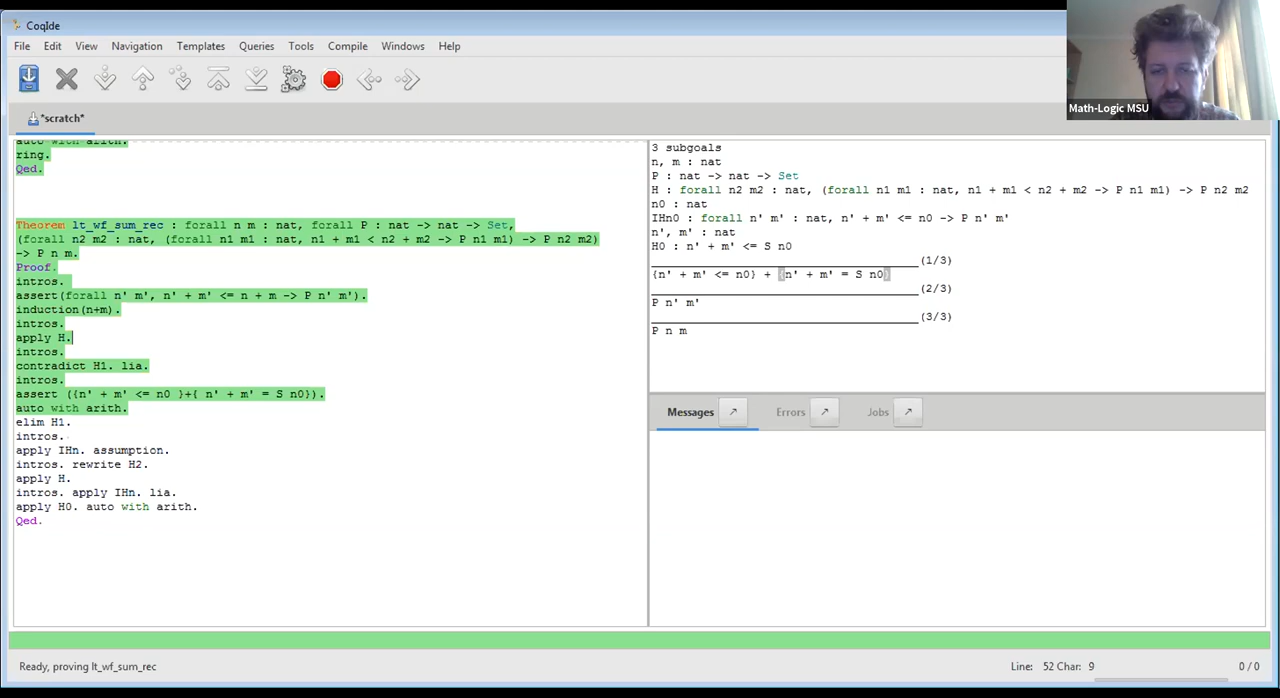 CoqIde
File Edit View Navigation Templates Queries Tools Compile Windows Help
Math-Logic MSU
*scratch*
auto with arith.
ring.
Qed.
Theorem lt_wf_sum_rec : forall n m : nat, forall P : nat -> nat -> Set,
(forall n2 m2 : nat, (forall n1 m1 : nat, n1 + m1 < n2 + m2 -> P n1 m1) -> P n2 m2)
-> P n m.
Proof.
intros.
assert(forall n' m', n' + m' <= n + m -> P n' m').
induction(n+m).
intros.
apply H.
intros.
contradict H1. lia.
intros.
assert ({n' + m' <= n0 }+{ n' + m' = S n0}).
auto with arith.
elim H1.
intros.
apply IHn. assumption.
intros. rewrite H2.
apply H.
intros. apply IHn. lia.
apply H0. auto with arith.
Qed.
3 subgoals
n, m : nat
P : nat -> nat -> Set
H : forall n2 m2 : nat, (forall n1 m1 : nat, n1 + m1 < n2 + m2 -> P n1 m1) -> P n2 m2
n0 : nat
IHn0 : forall n' m' : nat, n' + m' <= n0 -> P n' m'
n', m' : nat
H0 : n' + m' <= S n0
(1/3)
{n' + m' <= n0} + {n' + m' = S n0}
(2/3)
P n' m'
(3/3)
P n m
Messages Errors Jobs
Ready, proving lt_wf_sum_rec
Line: 52 Char: 9
0 / 0